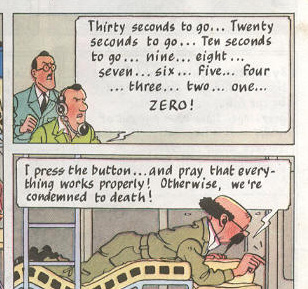 Thirty seconds to go... Twenty
seconds to go... Ten seconds
to go... nine... eight...
seven... six... five... four
... three... two... one...
ZERO!
I press the button...and pray that every-
thing works properly! Otherwise, we're
condemned to death!